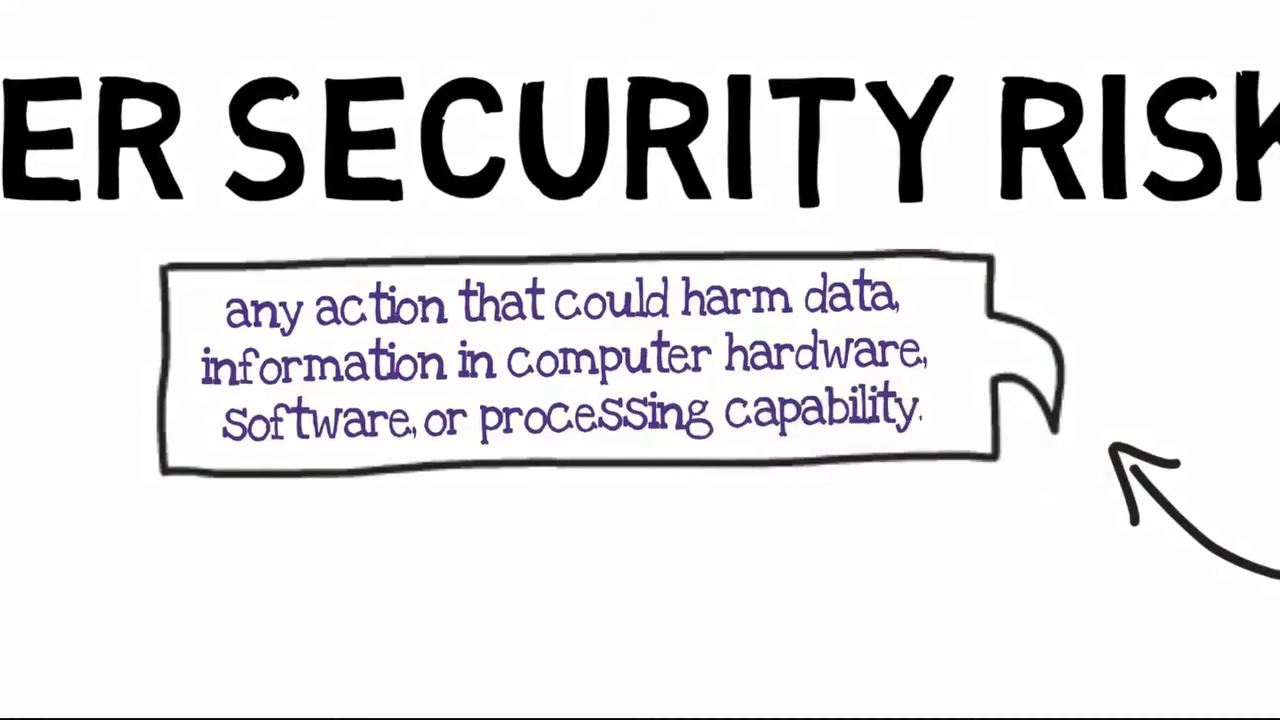 ER SECURITY RISK
any action that could harm data,
information in computer hardware,
software, or processing capability.